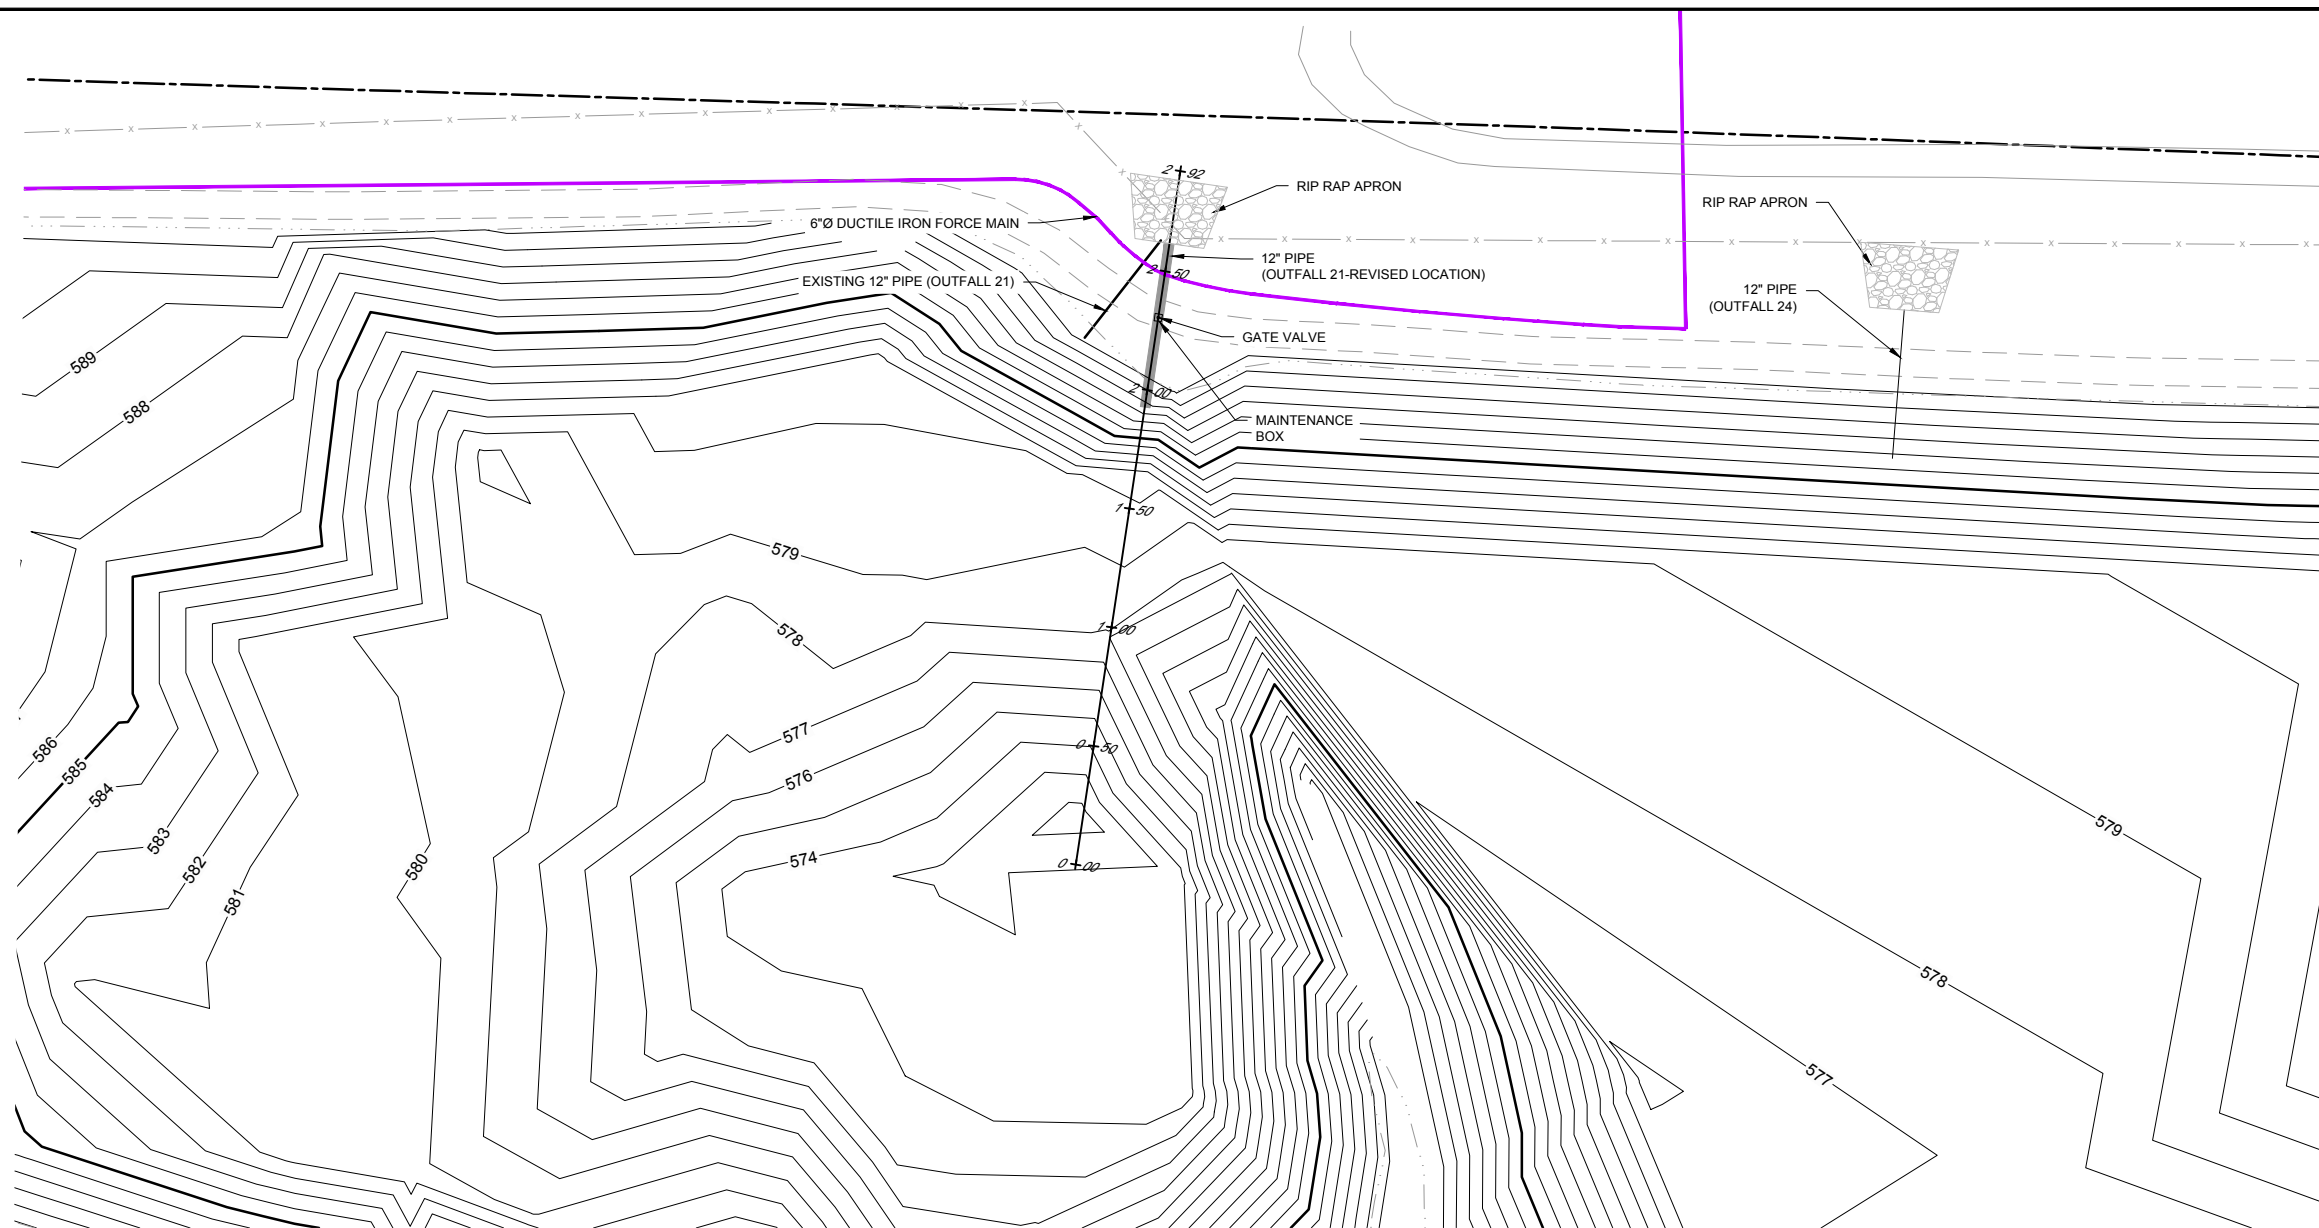 2+92
RIP RAP APRON
RIP RAP APRON
6"Ø DUCTILE IRON FORCE MAIN
12" PIPE
(OUTFALL 21-REVISED LOCATION)
2+50
EXISTING 12" PIPE (OUTFALL 21)
12" PIPE
(OUTFALL 24)
GATE VALVE
589
2+00
588
MAINTENANCE
BOX
1+50
579
1+00
578
577
586
585
576
584
579
583
574
582
0+50
0+00
580
581
578
577
x x x x x x x x x x x x x x x x x x
x x x x x x x x x x x x x x x x x x